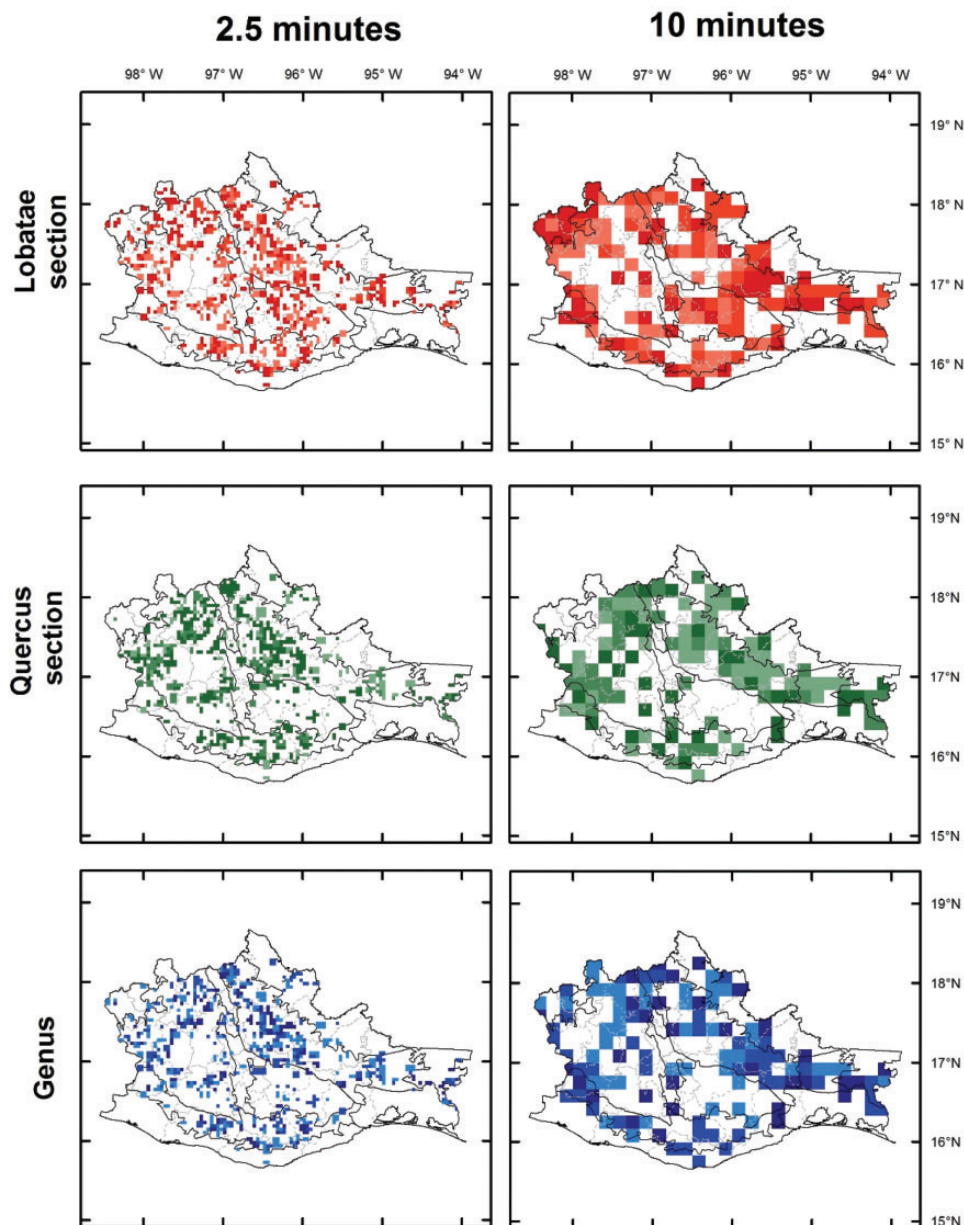 2.5 minutes
10 minutes
98° W 97° W 96° W 95° W 94° W
98° W 97° W 96° W 95° W 94° W
Lobatae
section
19° N
18° N
17° N
16° N
15° N
Quercus
section
19°N
18°N
17°N
16°N
15°N
Genus
19°N
18°N
17°N
16°N
15°N